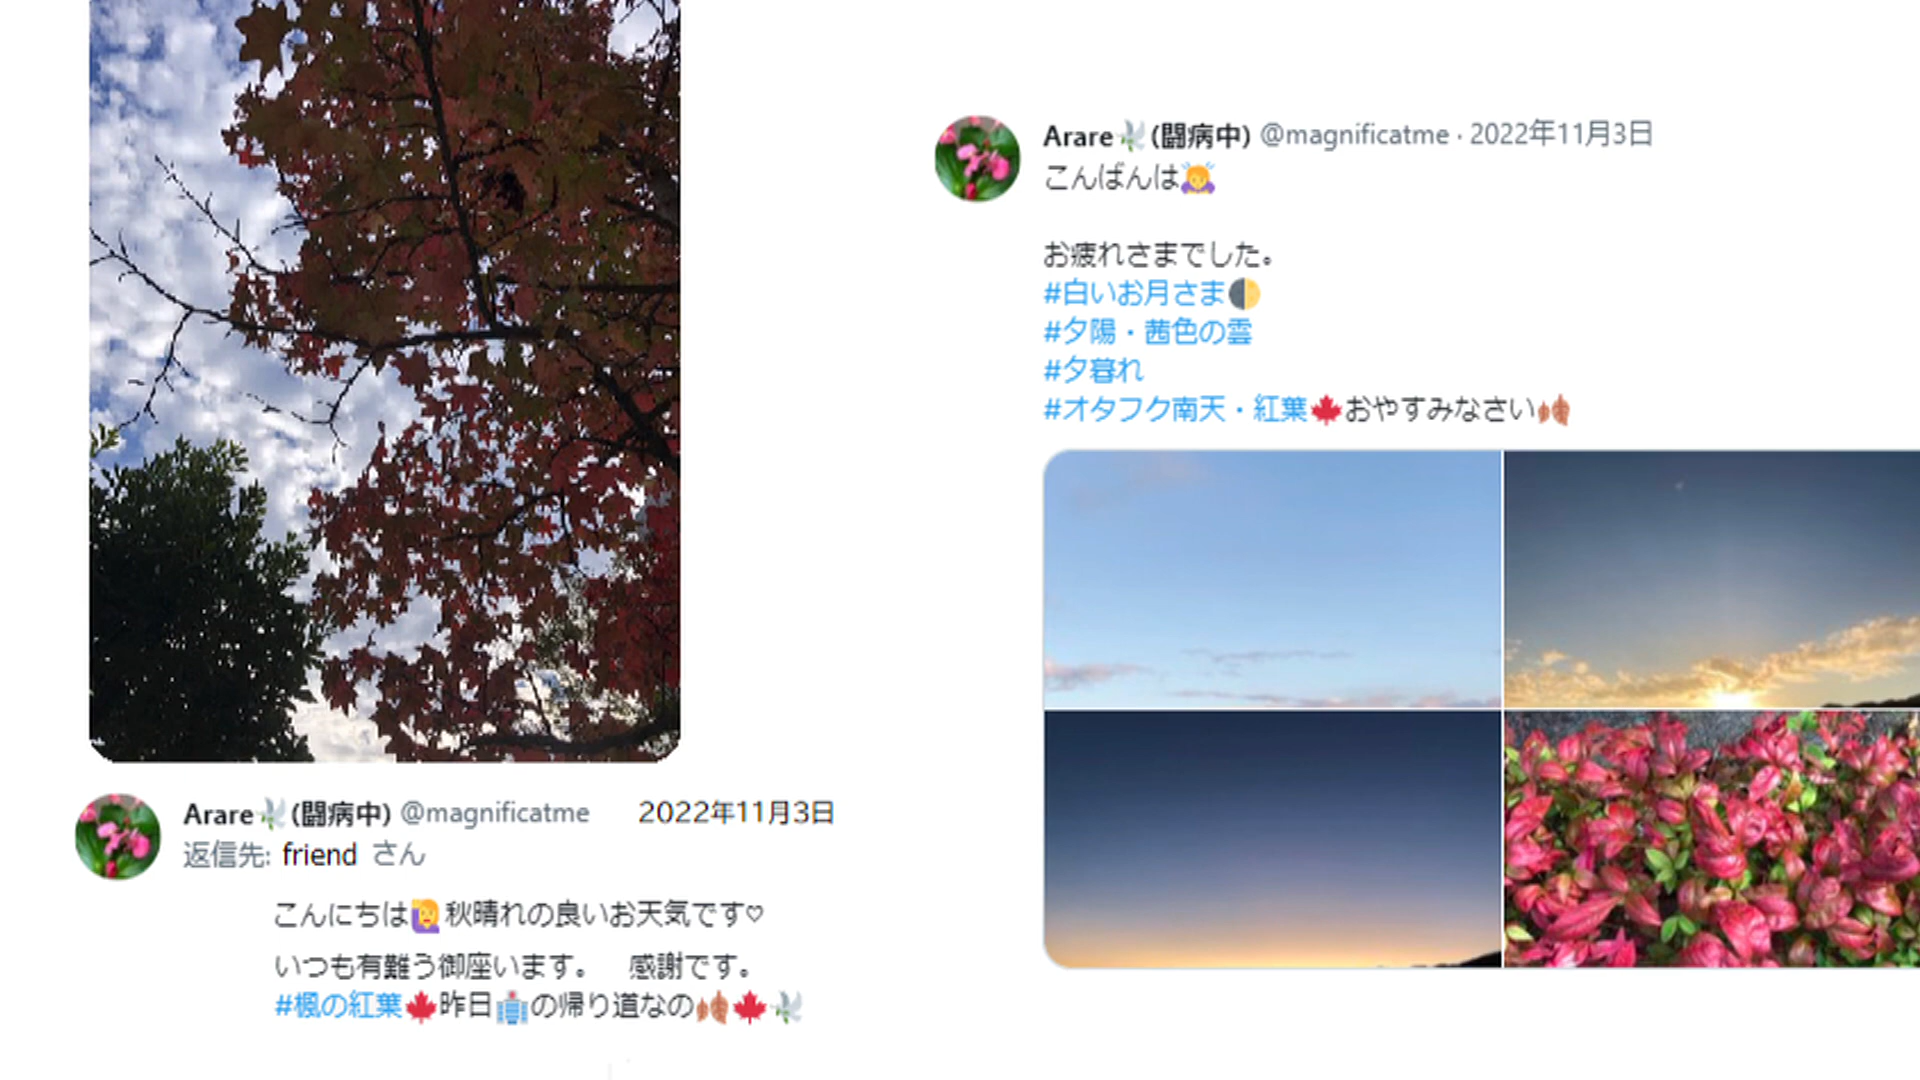 Arare🕊️(闘病中) @magnificatme 2022年11月3日
返信先: friend さん
こんにちは🙋‍♀️秋晴れの良いお天気です♡
いつも有難う御座います。 感謝です。
#楓の紅葉🍁昨日🏥の帰り道なの🍂🍁🕊️
Arare🕊️(闘病中) @magnificatme · 2022年11月3日
こんばんは🙇‍♀️
お疲れさまでした。
#白いお月さま🌓
#夕陽・茜色の雲
#夕暮れ
#オタフク南天・紅葉🍁おやすみなさい🍂